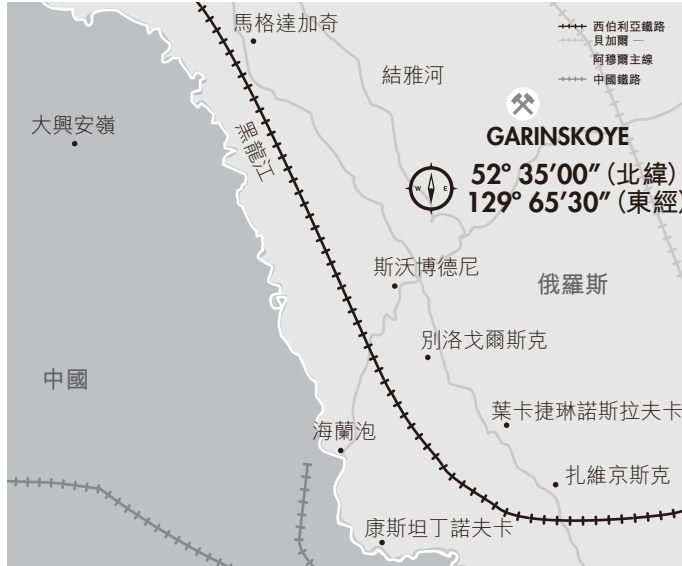 馬格達加奇
西伯利亞鐵路
貝加爾 —
阿穆爾主線
中國鐵路
結雅河
大興安嶺
黑龍江
GARINSKOYE
W E
52° 35’00” (北緯)
129° 65’30” (東經)
斯沃博德尼
俄羅斯
別洛戈爾斯克
中國
葉卡捷琳諾斯拉夫卡
海蘭泡
扎維京斯克
康斯坦丁諾夫卡